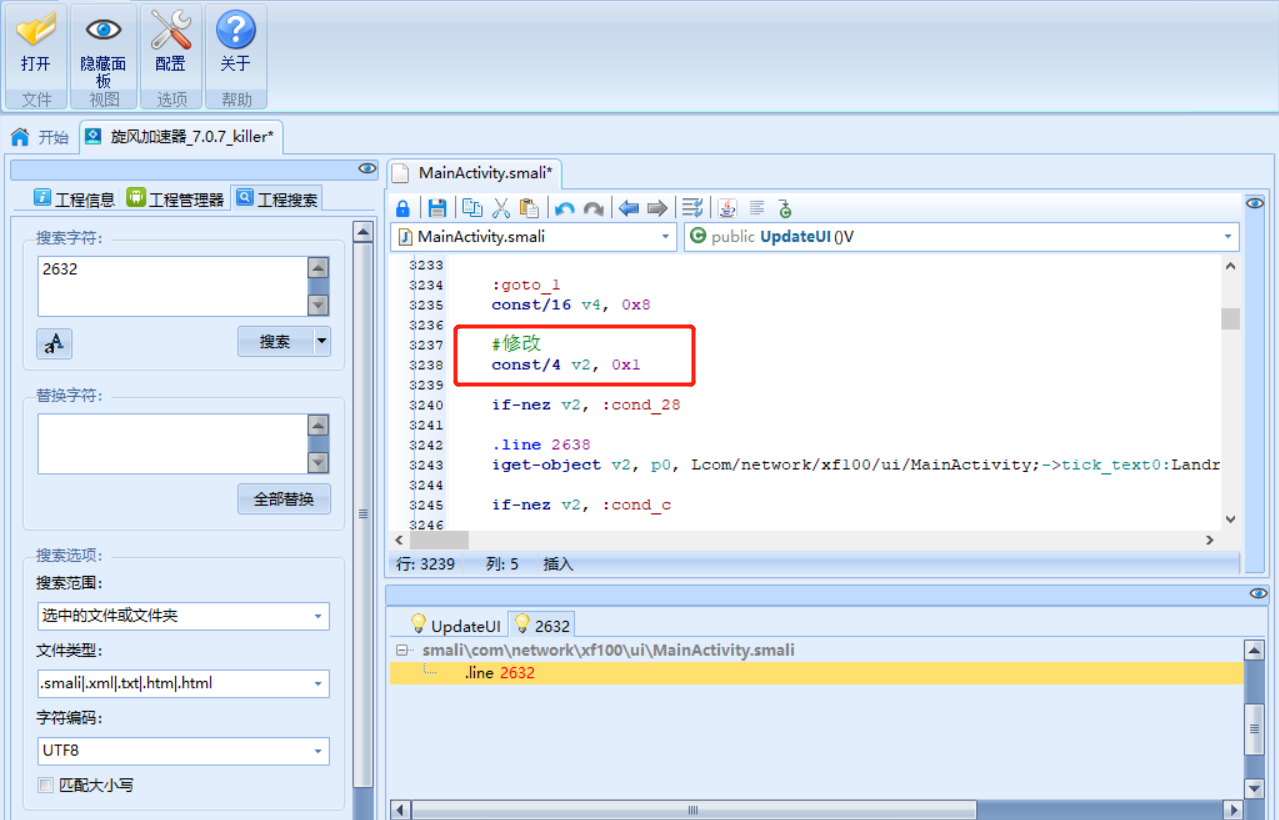 打开
隐藏面
板
配置
关于
文件
视图
选项
帮助
开始
旋风加速器_7.0.7_killer*
工程信息
工程管理器
工程搜索
搜索字符:
2632
aA
搜索
替换字符:
全部替换
搜索选项:
搜索范围:
选中的文件或文件夹
文件类型:
.smali|.xml|.txt|.htm|.html
字符编码:
UTF8
匹配大小写
MainActivity.smali*
MainActivity.smali
public UpdateUI ()V
3233
3234 :goto_1
3235 const/16 v4, 0x8
3236
3237 #修改
3238 const/4 v2, 0x1
3239
3240 if-nez v2, :cond_28
3241
3242 .line 2638
3243 iget-object v2, p0, Lcom/network/xf100/ui/MainActivity;->tick_text0:Landr
3244
3245 if-nez v2, :cond_c
3246
行: 3239 列: 5 插入
UpdateUI
2632
smali\com\network\xf100\ui\MainActivity.smali
.line 2632